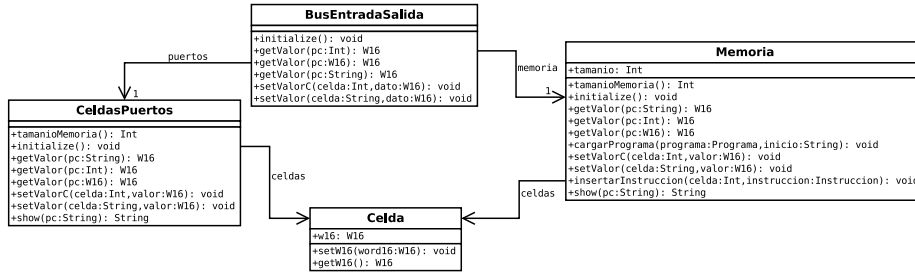 BusEntradaSalida
+initialize(): void
+getValor(pc:Int): W16
+getValor(pc:W16): W16
+getValor(pc:String): W16
+setValorC(celda:Int,dato:W16): void
+setValor(celda:String,dato:W16): void
puertos
1
memoria
1
Memoria
+tamanio: Int
+tamanioMemoria(): Int
+initialize(): void
+getValor(pc:String): W16
+getValor(pc:Int): W16
+getValor(pc:W16): W16
+cargarPrograma(programa:Programa,inicio:String): void
+setValorC(celda:Int,valor:W16): void
+setValor(celda:String,valor:W16): void
+insertarInstruccion(celda:Int,instruccion:Instruccion): void
+show(pc:String): String
CeldasPuertos
+tamanioMemoria(): Int
+initialize(): void
+getValor(pc:String): W16
+getValor(pc:Int): W16
+getValor(pc:W16): W16
+setValorC(celda:Int,valor:W16): void
+setValor(celda:String,valor:W16): void
+show(pc:String): String
celdas
celdas
Celda
+w16: W16
+setW16(word16:W16): void
+getW16(): W16